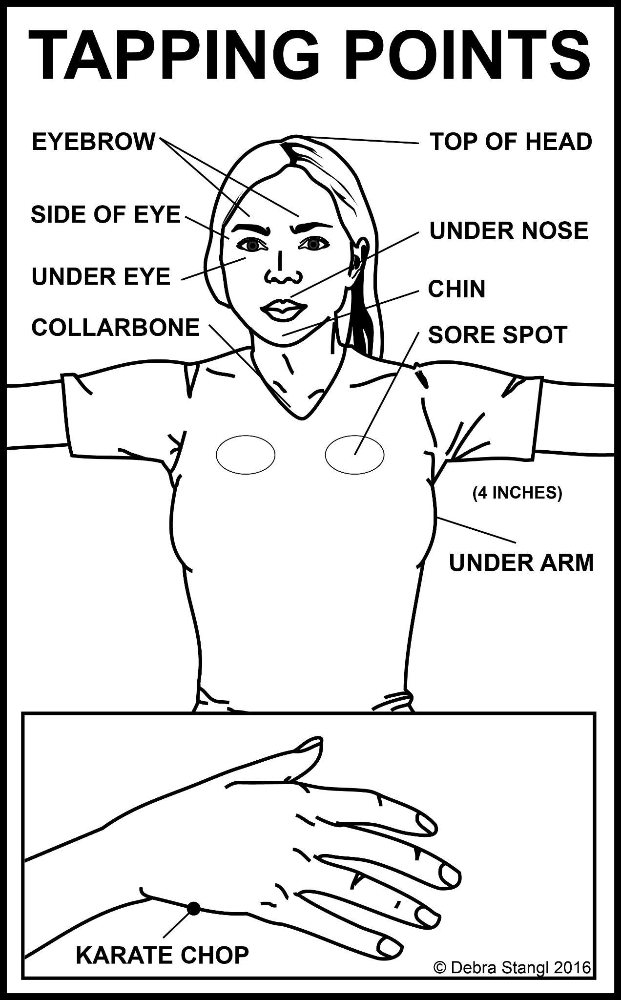 TAPPING POINTS
EYEBROW
TOP OF HEAD
SIDE OF EYE
UNDER NOSE
UNDER EYE
CHIN
COLLARBONE
SORE SPOT
(4 INCHES)
UNDER ARM
KARATE CHOP
© Debra Stangl 2016